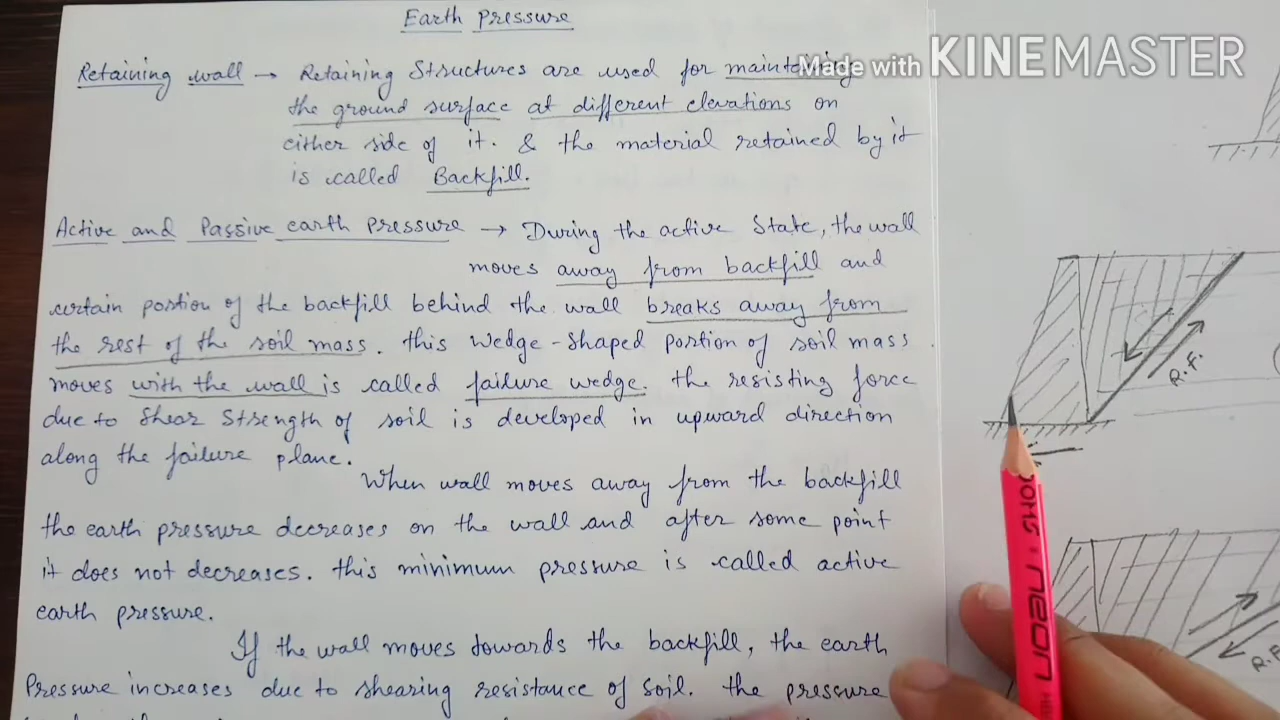 Earth Pressure
Made with KINEMASTER
Retaining wall → Retaining Structures are used for maintaining
the ground surface at different elevations on
either side of it. & the material retained by it
is called Backfill.
Active and Passive earth pressure → During the active State, the wall
moves away from backfill and
certain portion of the backfill behind the wall breaks away from
the rest of the soil mass. this wedge-shaped portion of soil mass
moves with the wall is called failure wedge. the resisting force
due to Shear Strength of soil is developed in upward direction
along the failure plane.
When wall moves away from the backfill
the earth pressure decreases on the wall and after some point
it does not decreases. this minimum pressure is called active
earth pressure.
If the wall moves towards the backfill, the earth
Pressure increases due to shearing resistance of soil. the pressure
R.F.
R.F
neon